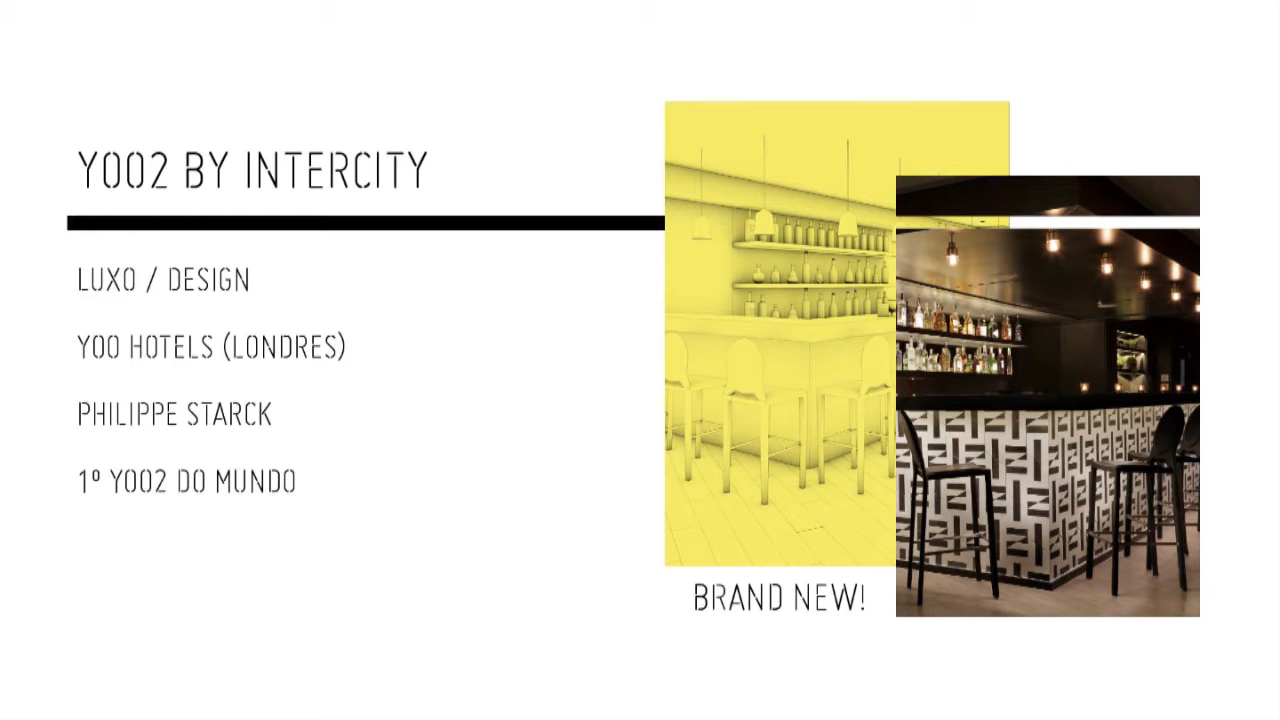 YOO2 BY INTERCITY
LUXO / DESIGN
YOO HOTELS (LONDRES)
PHILIPPE STARCK
1º YOO2 DO MUNDO
BRAND NEW!